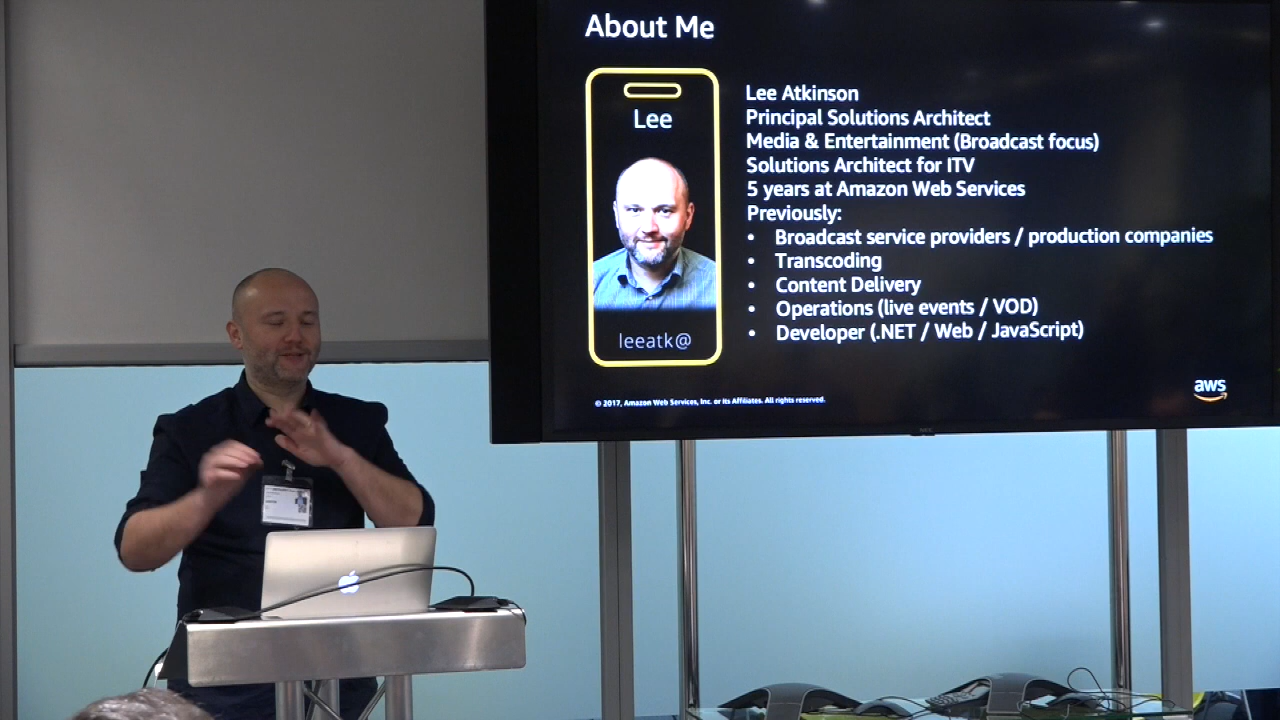 About Me
Lee
leeatk@
Lee Atkinson
Principal Solutions Architect
Media & Entertainment (Broadcast focus)
Solutions Architect for ITV
5 years at Amazon Web Services
Previously:
• Broadcast service providers / production companies
• Transcoding
• Content Delivery
• Operations (live events / VOD)
• Developer (.NET / Web / JavaScript)
© 2017, Amazon Web Services, Inc. or its Affiliates. All rights reserved.
aws
NEC